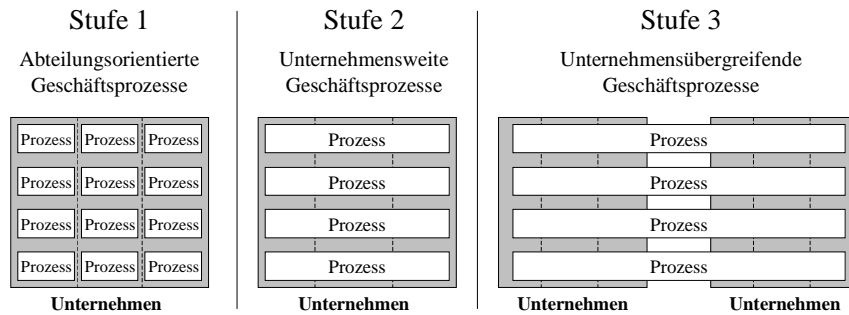 Stufe 1
Abteilungsorientierte
Geschäftsprozesse
Prozess Prozess Prozess
Prozess Prozess Prozess
Prozess Prozess Prozess
Prozess Prozess Prozess
Unternehmen
Stufe 2
Unternehmensweite
Geschäftsprozesse
Prozess
Prozess
Prozess
Prozess
Unternehmen
Stufe 3
Unternehmensübergreifende
Geschäftsprozesse
Prozess
Prozess
Prozess
Prozess
Unternehmen Unternehmen